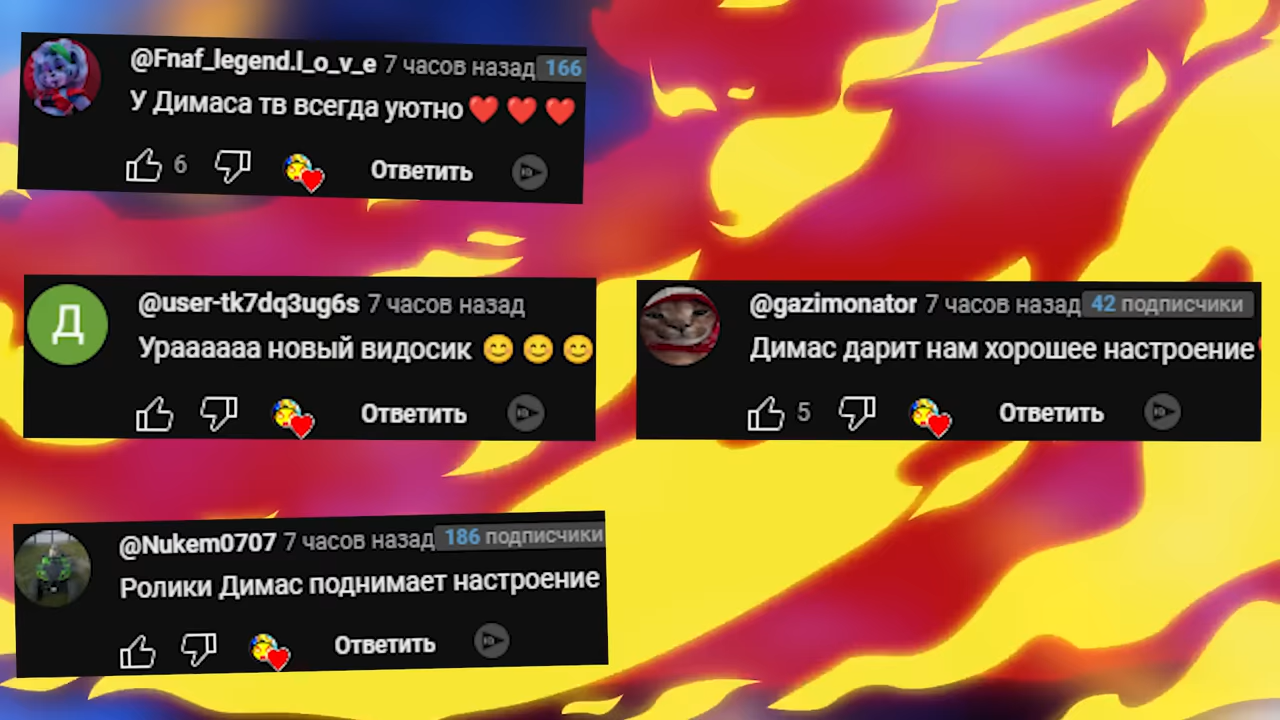 @Fnaf_legend.l_o_v_e 7 часов назад 166
У Димаса тв всегда уютно❤️ ❤️ ❤️
6 Ответить
Д
@user-tk7dq3ug6s 7 часов назад
Ураааааа новый видосик 😊 😊 😊
Ответить
@gazimonator 7 часов назад 42 подписчики
Димас дарит нам хорошее настроение
5 Ответить
@Nukem0707 7 часов назад 186 подписчики
Ролики Димас поднимает настроение
Ответить